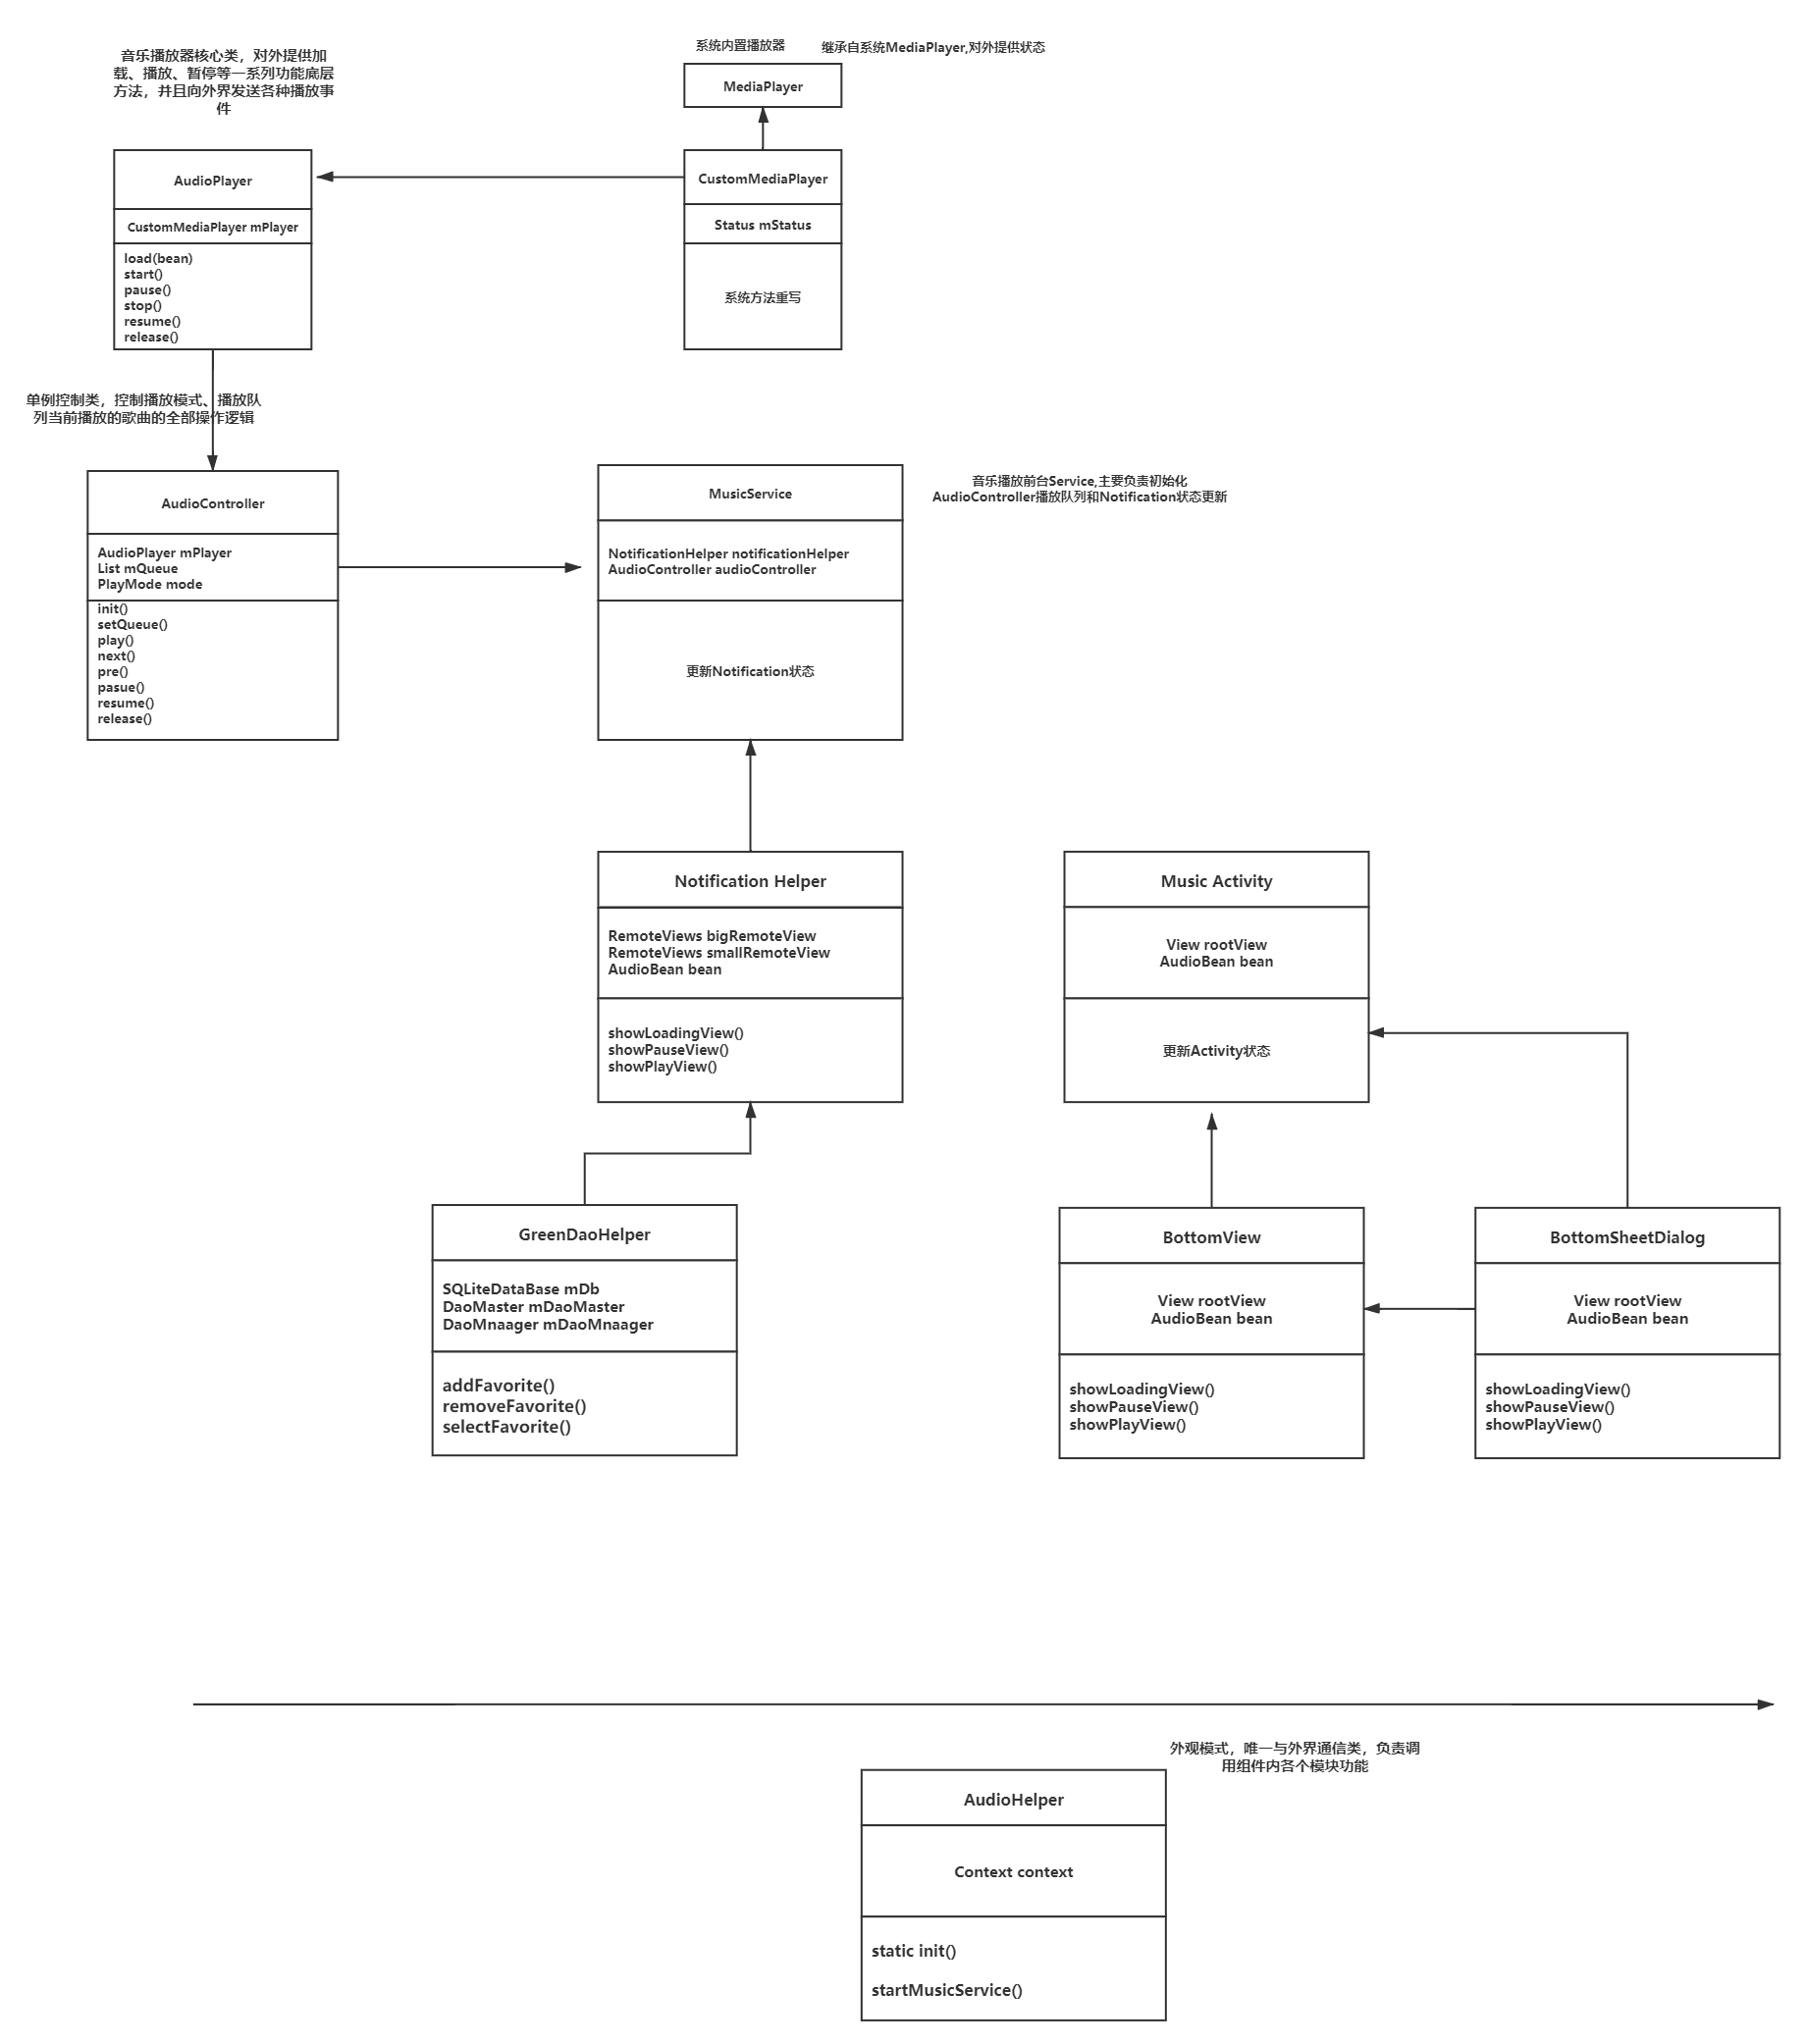 音乐播放器核心类，对外提供加
载、播放、暂停等一系列功能底层
方法，并且向外界发送各种播放事
件
系统内置播放器
继承自系统MediaPlayer,对外提供状态
MediaPlayer
AudioPlayer
CustomMediaPlayer mPlayer
load(bean)
start()
pause()
stop()
resume()
release()
CustomMediaPlayer
Status mStatus
系统方法重写
单例控制类，控制播放模式、播放队
列当前播放的歌曲的全部操作逻辑
AudioController
AudioPlayer mPlayer
List mQueue
PlayMode mode
init()
setQueue()
play()
next()
pre()
pasue()
resume()
release()
MusicService
NotificationHelper notificationHelper
AudioController audioController
更新Notification状态
音乐播放前台Service,主要负责初始化
AudioController播放队列和Notification状态更新
Notification Helper
RemoteViews bigRemoteView
RemoteViews smallRemoteView
AudioBean bean
showLoadingView()
showPauseView()
showPlayView()
Music Activity
View rootView
AudioBean bean
更新Activity状态
GreenDaoHelper
SQLiteDataBase mDb
DaoMaster mDaoMaster
DaoMnaager mDaoMnaager
addFavorite()
removeFavorite()
selectFavorite()
BottomView
View rootView
AudioBean bean
showLoadingView()
showPauseView()
showPlayView()
BottomSheetDialog
View rootView
AudioBean bean
showLoadingView()
showPauseView()
showPlayView()
外观模式，唯一与外界通信类，负责调
用组件内各个模块功能
AudioHelper
Context context
static init()
startMusicService()